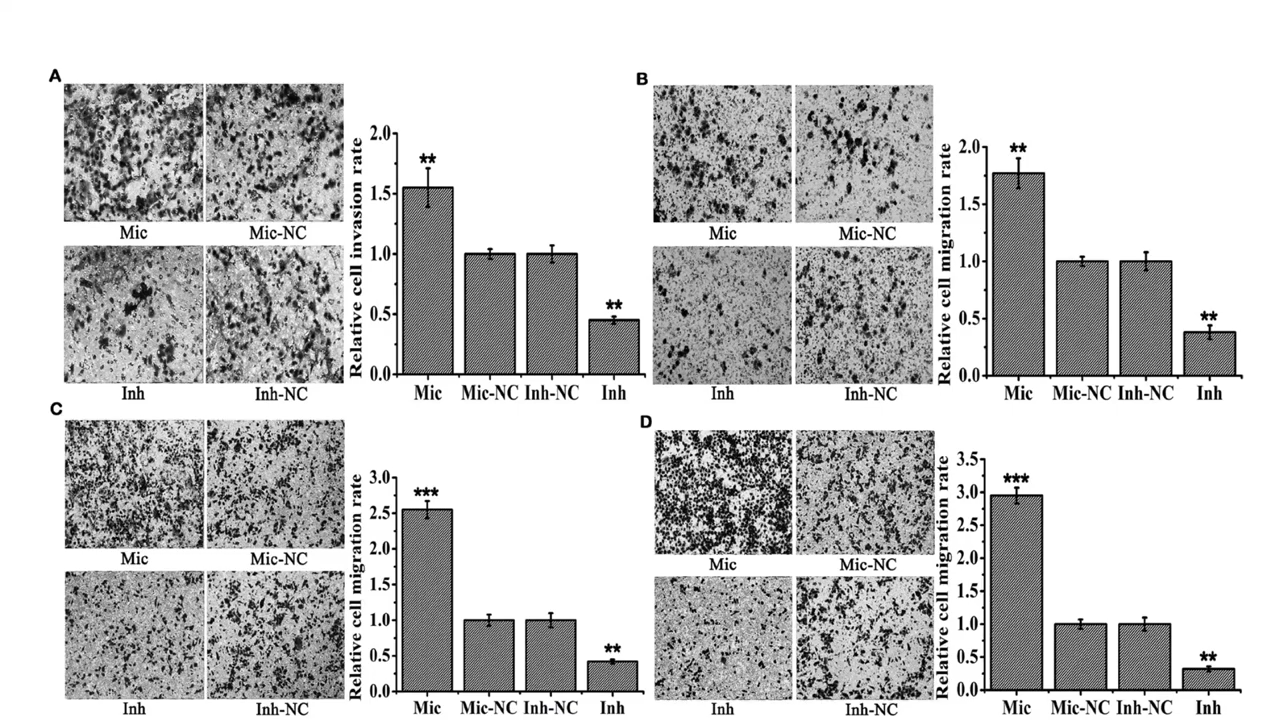 A
Mic
Mic-NC
Inh
Inh-NC
Relative cell invasion rate
2.0
1.5
1.0
0.5
0.0
**
**
Mic
Mic-NC
Inh-NC
Inh
B
Mic
Mic-NC
Inh
Inh-NC
Relative cell migration rate
2.0
1.5
1.0
0.5
0.0
**
**
Mic
Mic-NC
Inh-NC
Inh
C
Mic
Mic-NC
Inh
Inh-NC
Relative cell migration rate
3.0
2.5
2.0
1.5
1.0
0.5
0.0
***
**
Mic
Mic-NC
Inh-NC
Inh
D
Mic
Mic-NC
Inh
Inh-NC
Relative cell migration rate
3.5
3.0
2.5
2.0
1.5
1.0
0.5
0.0
***
**
Mic
Mic-NC
Inh-NC
Inh